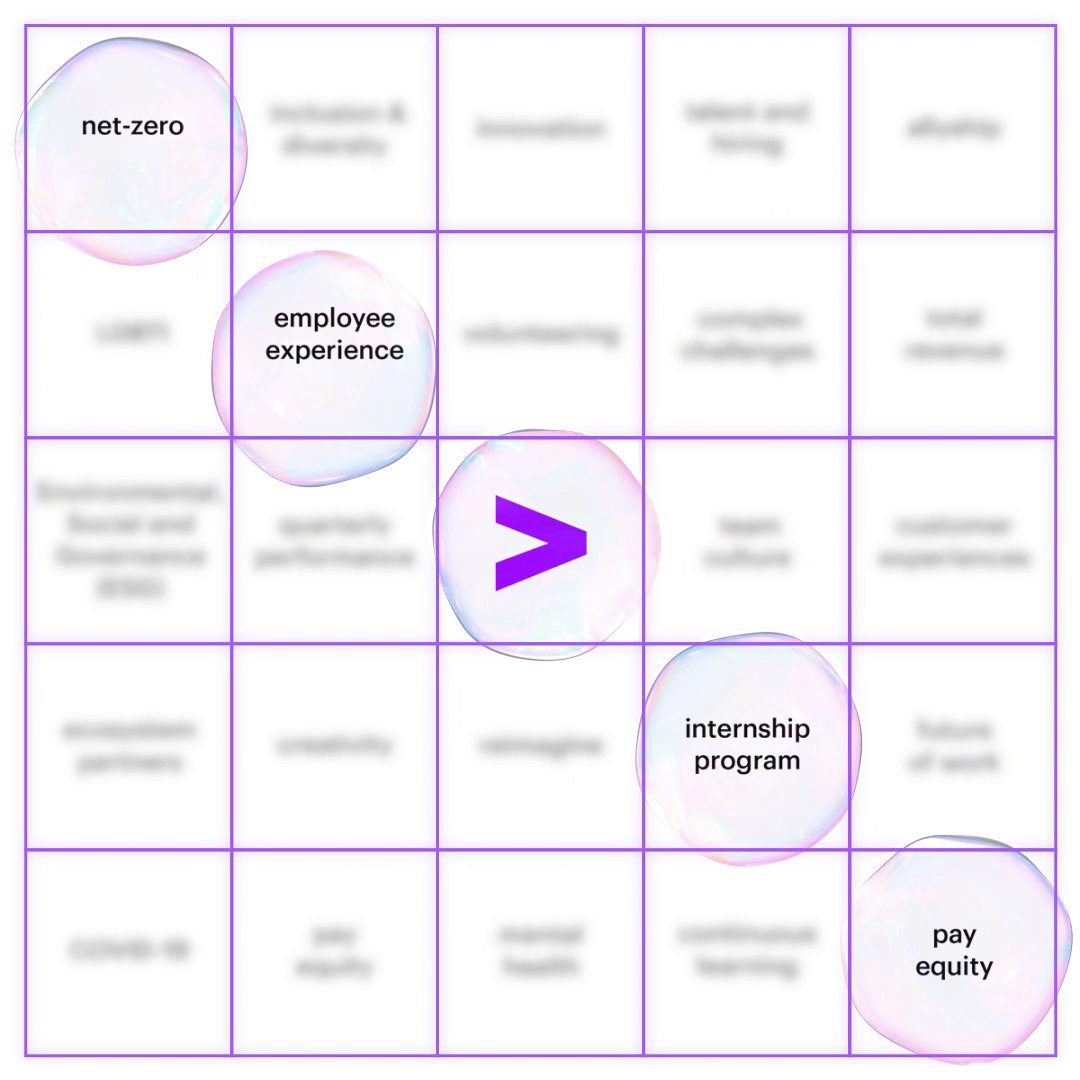 net-zero
inclusion &
diversity
innovation
talent and
hiring
allyship
LGBTI
employee
experience
volunteering
complex
challenges
total
revenue
Environmental,
Social and
Governance
(ESG)
quarterly
performance
>
team
culture
customer
experiences
ecosystem
partners
creativity
reimagine
internship
program
future
of work
COVID-19
pay
equity
mental
health
continuous
learning
pay
equity